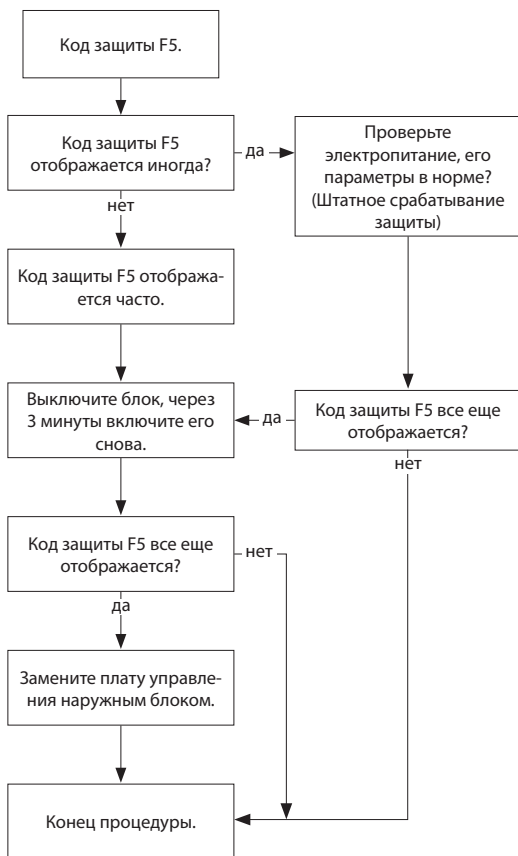 Код защиты F5.
Код защиты F5
отображается иногда?
да
Проверьте
электропитание, его
параметры в норме?
(Штатное срабатывание
защиты)
нет
Код защиты F5 отобража-
ется часто.
Выключите блок, через
3 минуты включите его
снова.
да
Код защиты F5 все еще
отображается?
нет
Код защиты F5 все еще
отображается?
нет
да
Замените плату управле-
ния наружным блоком.
Конец процедуры.